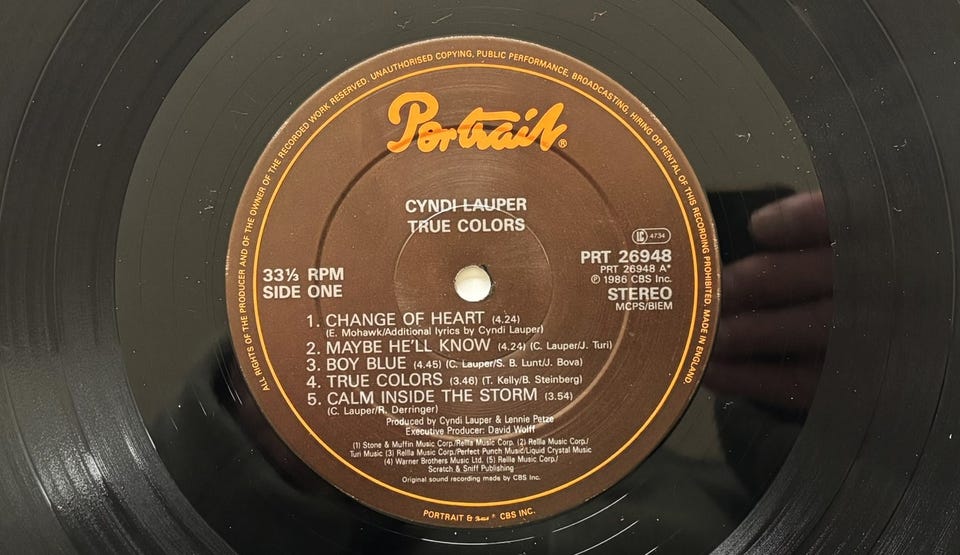 ALL RIGHTS OF THE PRODUCER AND OF THE OWNER OF THE RECORDED WORK RESERVED. UNAUTHORISED COPYING, PUBLIC PERFORMANCE, BROADCASTING, HIRING OR RENTAL OF THIS RECORDING PROHIBITED. MADE IN ENGLAND.
Portrait®
CYNDI LAUPER
TRUE COLORS
LC 4734
PRT 26948
PRT 26948 A*
℗ 1986 CBS Inc.
STEREO
MCPS/BIEM
33⅓ RPM
SIDE ONE
1. CHANGE OF HEART (4.24)
(E. Mohawk/Additional lyrics by Cyndi Lauper)
2. MAYBE HE'LL KNOW (4.24) (C. Lauper/J. Turi)
3. BOY BLUE (4.45) (C. Lauper/S. B. Lunt/J. Bova)
4. TRUE COLORS (3.46) (T. Kelly/B. Steinberg)
5. CALM INSIDE THE STORM (3.54)
(C. Lauper/R. Derringer)
Produced by Cyndi Lauper & Lennie Petze
Executive Producer: David Wolff
(1) Stone & Muffin Music Corp./Rella Music Corp. (2) Rella Music Corp./
Turi Music (3) Rella Music Corp./Perfect Punch Music/Liquid Crystal Music
(4) Warner Brothers Music Ltd. (5) Rella Music Corp./
Scratch & Sniff Publishing
Original sound recording made by CBS Inc.
PORTRAIT & CBS INC.